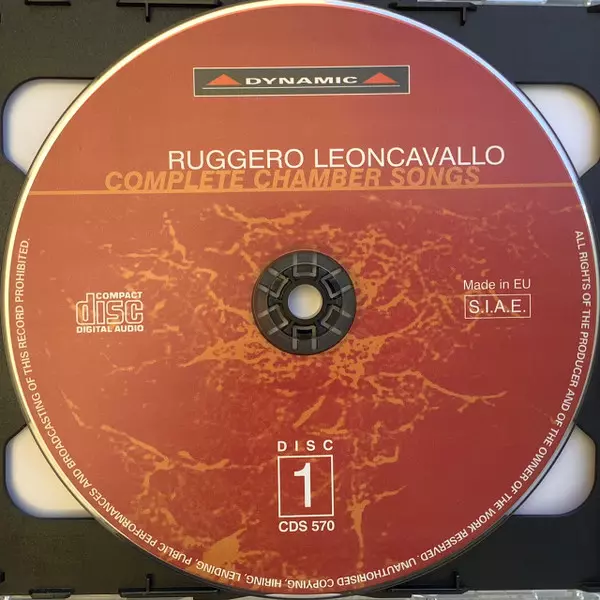 DYNAMIC
RUGGERO LEONCAVALLO
COMPLETE CHAMBER SONGS
COMPACT
disc
DIGITAL AUDIO
Made in EU
S.I.A.E.
DISC
1
CDS 570
ALL RIGHTS OF THE PRODUCER AND OF THE OWNER OF THE WORK RESERVED. UNAUTHORISED COPYING, HIRING, LENDING, PUBLIC PERFORMANCES AND BROADCASTING OF THIS RECORD PROHIBITED.